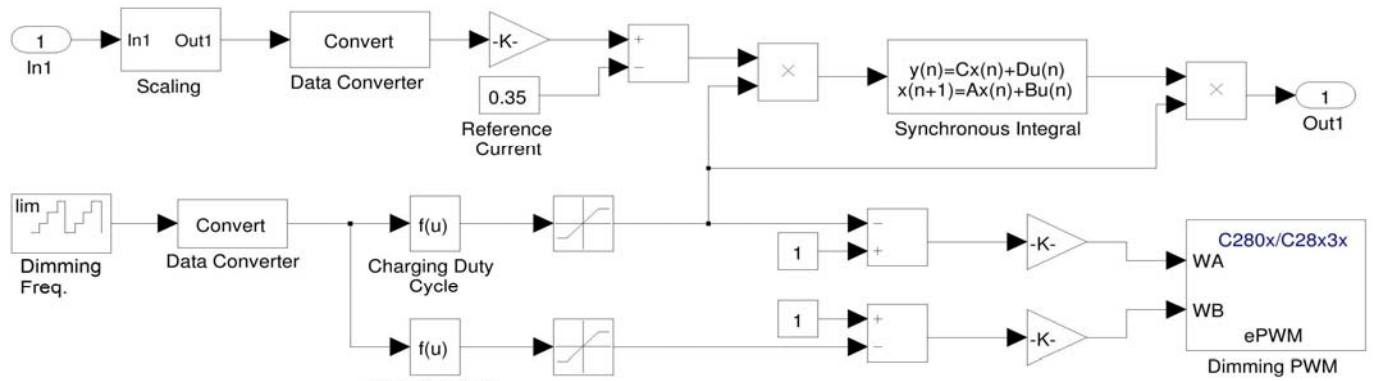 1
In1
In1 Out1
Scaling
Convert
Data Converter
-K-
+
−
0.35
Reference
Current
×
y(n)=Cx(n)+Du(n)
x(n+1)=Ax(n)+Bu(n)
Synchronous Integral
×
1
Out1
lim
Dimming
Freq.
Convert
Data Converter
f(u)
Charging Duty
Cycle
−
+
1
-K-
C280x/C28x3x
WA
WB
ePWM
Dimming PWM
f(u)
1
+
−
-K-